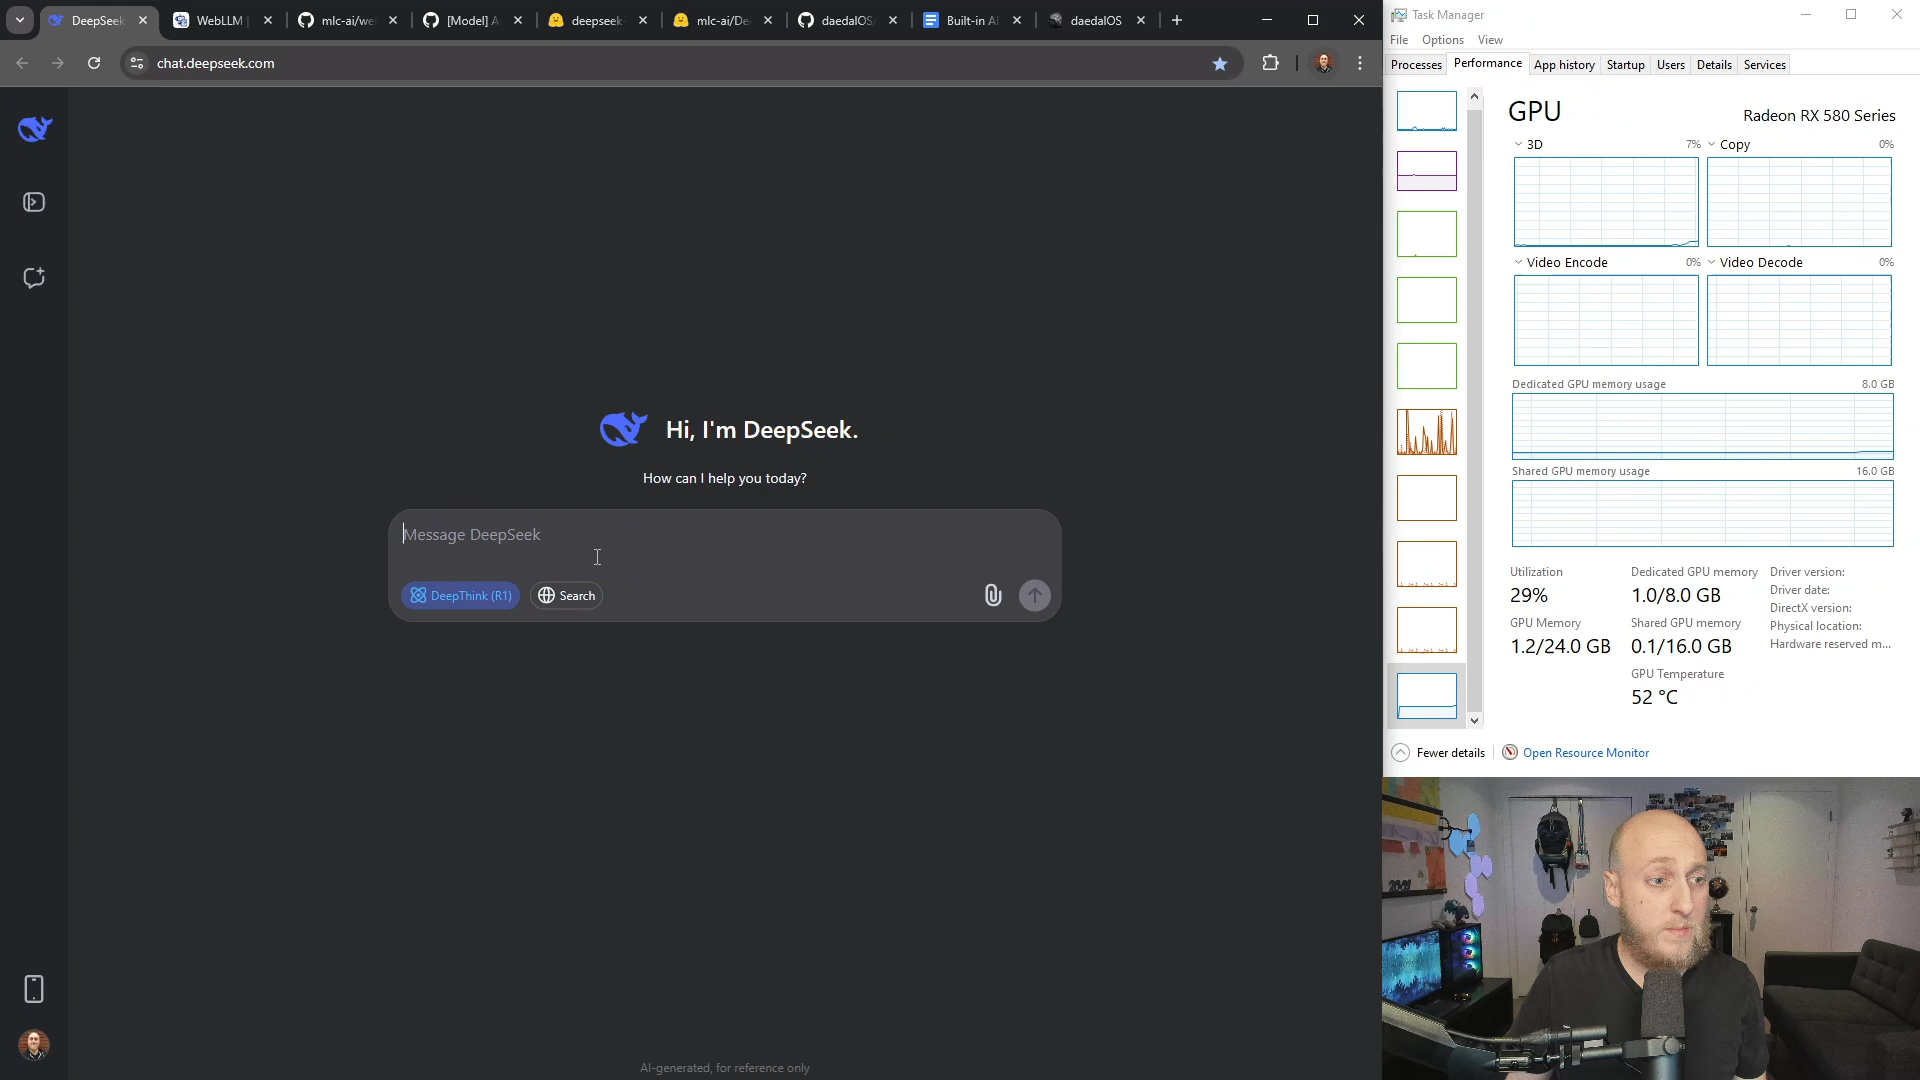 DeepSeek
WebLLM
mlc-ai/we
[Model] A
deepseek-
mlc-ai/De
daedalOS/
Built-in AI
daedalOS
chat.deepseek.com
Hi, I'm DeepSeek.
How can I help you today?
Message DeepSeek
DeepThink (R1)
Search
AI-generated, for reference only
Task Manager
File Options View
Processes Performance App history Startup Users Details Services
GPU Radeon RX 580 Series
3D 7% Copy 0%
Video Encode 0% Video Decode 0%
Dedicated GPU memory usage 8.0 GB
Shared GPU memory usage 16.0 GB
Utilization Dedicated GPU memory Driver version:
29% 1.0/8.0 GB Driver date:
DirectX version:
GPU Memory Shared GPU memory Physical location:
1.2/24.0 GB 0.1/16.0 GB Hardware reserved m...
GPU Temperature
52 °C
Fewer details Open Resource Monitor